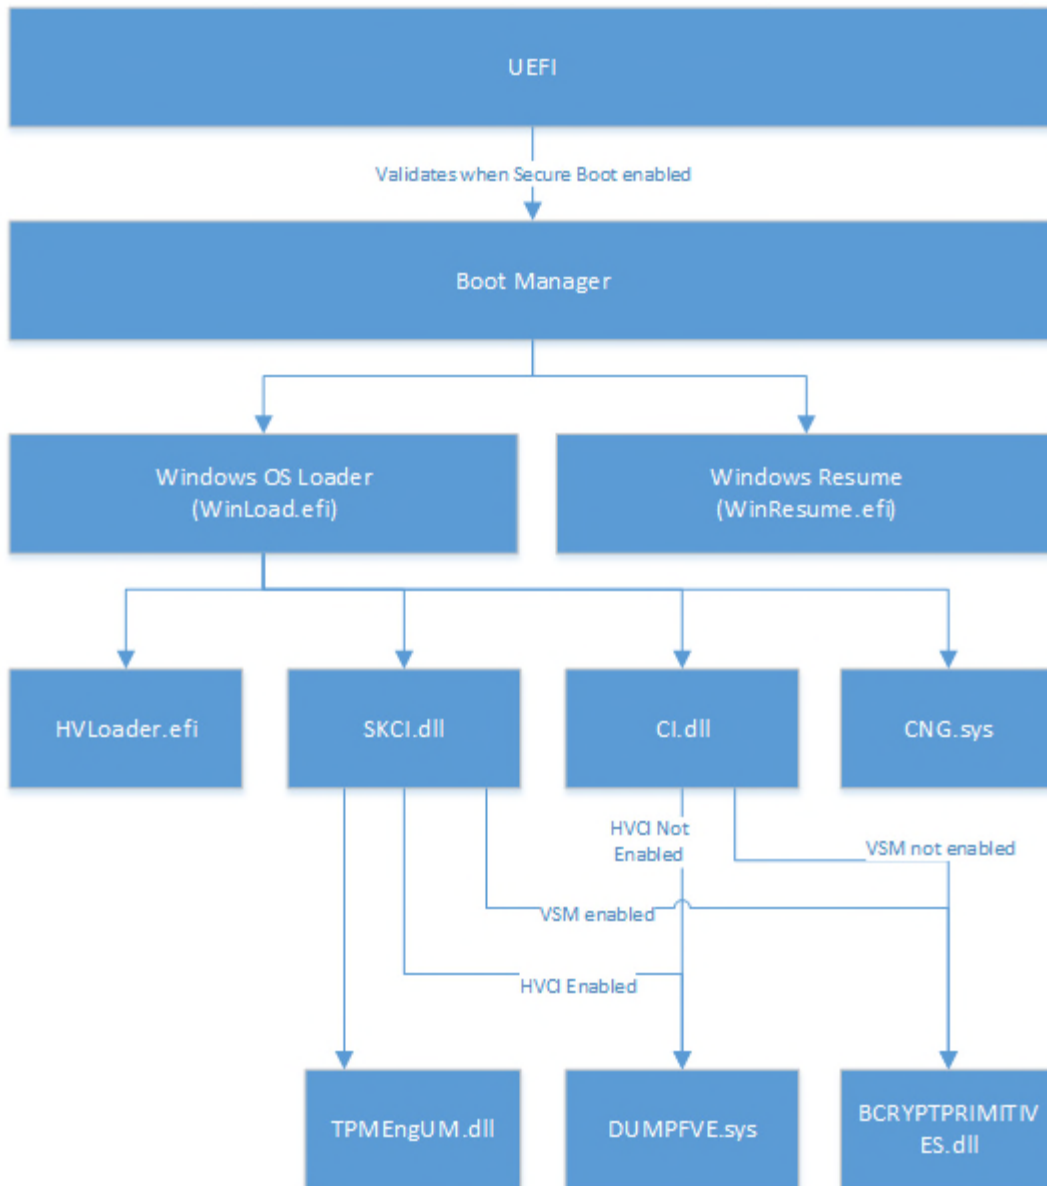 UEFI
Validates when Secure Boot enabled
Boot Manager
Windows OS Loader
(WinLoad.efi)
Windows Resume
(WinResume.efi)
HVLoader.efi
SKCI.dll
CI.dll
CNG.sys
HVCI Not
Enabled
VSM not enabled
VSM enabled
HVCI Enabled
TPMEngUM.dll
DUMPFVE.sys
BCRYPTPRIMITIV
ES.dll